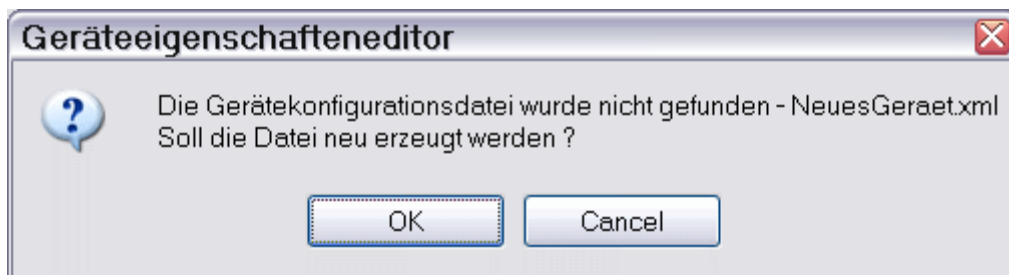 Geräteeigenschafteneditor
Die Gerätekonfigurationsdatei wurde nicht gefunden - NeuesGeraet.xml
Soll die Datei neu erzeugt werden ?
OK
Cancel